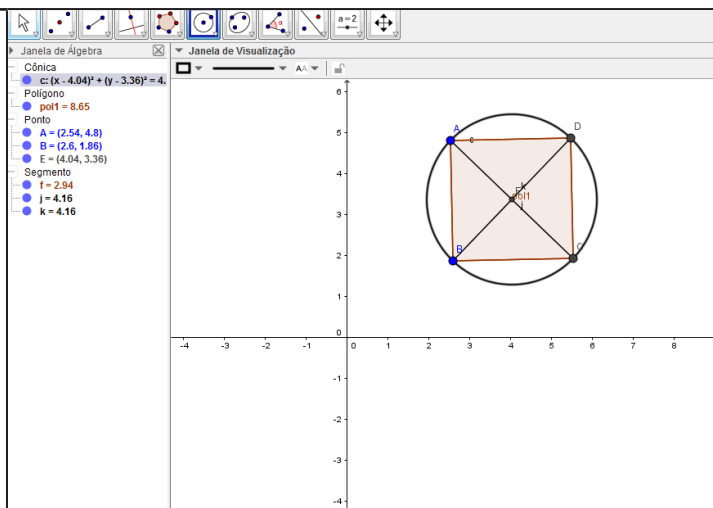 a = 2
Janela de Álgebra
Cônica
c: (x - 4.04)² + (y - 3.36)² = 4.
Polígono
pol1 = 8.65
Ponto
A = (2.54, 4.8)
B = (2.6, 1.86)
E = (4.04, 3.36)
Segmento
f = 2.94
j = 4.16
k = 4.16
Janela de Visualização
AA
6
5
4
3
2
1
0
-1
-2
-3
-4
-4 -3 -2 -1 0 1 2 3 4 5 6 7 8
A
c
D
k
E
pol1
j
B
C